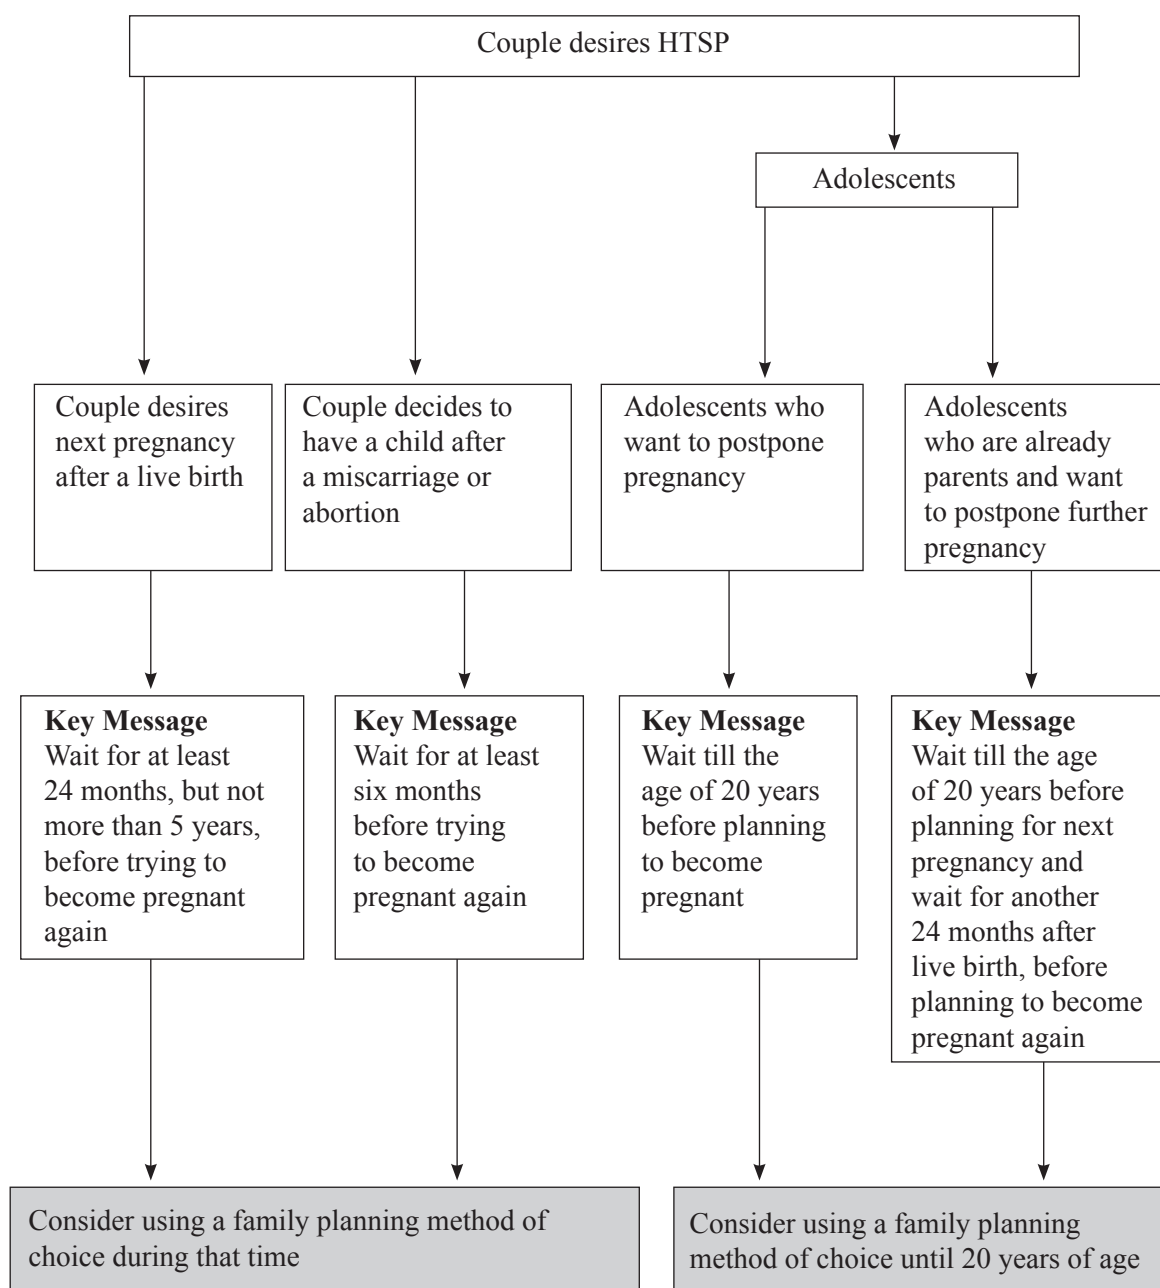 Couple desires HTSP
Adolescents
Couple desires
next pregnancy
after a live birth
Couple decides to
have a child after
a miscarriage or
abortion
Adolescents who
want to postpone
pregnancy
Adolescents
who are already
parents and want
to postpone further
pregnancy
Key Message
Wait for at least
24 months, but not
more than 5 years,
before trying to
become pregnant
again
Key Message
Wait for at least
six months
before trying
to become
pregnant again
Key Message
Wait till the
age of 20 years
before planning
to become
pregnant
Key Message
Wait till the age
of 20 years before
planning for next
pregnancy and
wait for another
24 months after
live birth, before
planning to become
pregnant again
Consider using a family planning method of
choice during that time
Consider using a family planning
method of choice until 20 years of age